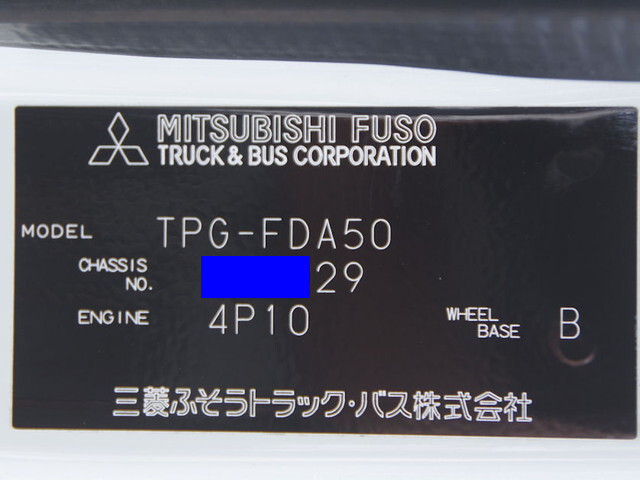 MITSUBISHI FUSO
TRUCK & BUS CORPORATION
MODEL TPG-FDA50
CHASSIS NO. 29
ENGINE 4P10 WHEEL BASE B
三菱ふそうトラック・バス株式会社